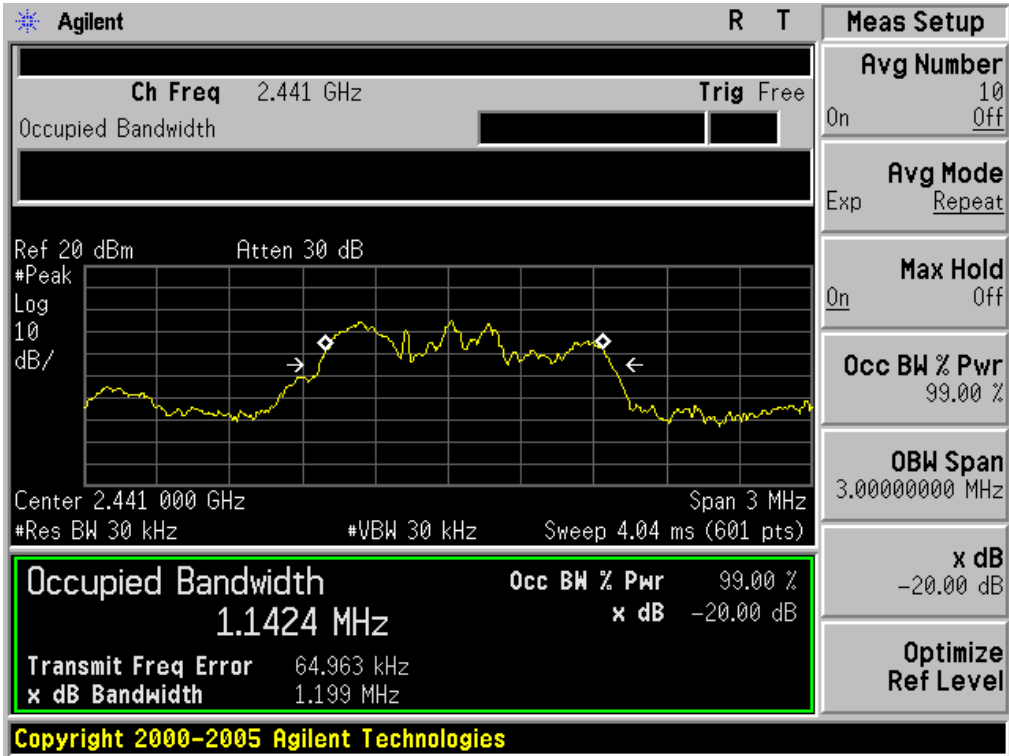 Agilent R T
Ch Freq 2.441 GHz Trig Free
Occupied Bandwidth
Ref 20 dBm Atten 30 dB
#Peak
Log
10
dB/
Center 2.441 000 GHz Span 3 MHz
#Res BW 30 kHz #VBW 30 kHz Sweep 4.04 ms (601 pts)
Occupied Bandwidth
1.1424 MHz
Occ BW % Pwr 99.00 %
x dB -20.00 dB
Transmit Freq Error 64.963 kHz
x dB Bandwidth 1.199 MHz
Copyright 2000-2005 Agilent Technologies
Meas Setup
Avg Number
10
On Off
Avg Mode
Exp Repeat
Max Hold
On Off
Occ BW % Pwr
99.00 %
OBW Span
3.00000000 MHz
x dB
-20.00 dB
Optimize
Ref Level